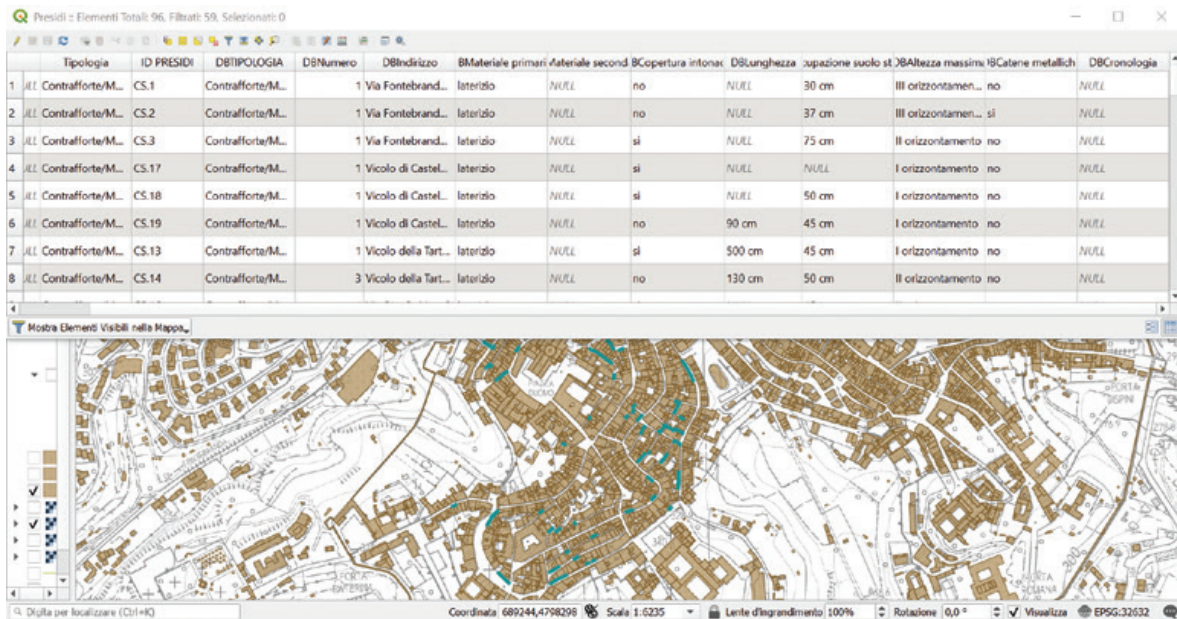 Presidi :: Elementi Totali: 96, Filtrati: 59, Selezionati: 0
Tipologia ID PRESIDI DBTIPOLOGIA DBNumero DBIndirizzo BMateriale primari Materiale second BCopertura intonac DBLunghezza cupazione suolo st DBAltezza massima DBCatene metallich DBCronologia
1 Contrafforte/M... CS.1 Contrafforte/M... 1 Via Fontebrand... laterizio NULL no NULL 30 cm III orizzontamen... no NULL
2 Contrafforte/M... CS.2 Contrafforte/M... 1 Via Fontebrand... laterizio NULL no NULL 37 cm III orizzontamen... si NULL
3 Contrafforte/M... CS.3 Contrafforte/M... 1 Via Fontebrand... laterizio NULL si NULL 75 cm II orizzontamento no NULL
4 Contrafforte/M... CS.17 Contrafforte/M... 1 Vicolo di Castel... laterizio NULL si NULL NULL I orizzontamento no NULL
5 Contrafforte/M... CS.18 Contrafforte/M... 1 Vicolo di Castel... laterizio NULL si NULL 50 cm I orizzontamento no NULL
6 Contrafforte/M... CS.19 Contrafforte/M... 1 Vicolo di Castel... laterizio NULL no 90 cm 45 cm I orizzontamento no NULL
7 Contrafforte/M... CS.13 Contrafforte/M... 1 Vicolo della Tart... laterizio NULL sì 500 cm 45 cm I orizzontamento no NULL
8 Contrafforte/M... CS.14 Contrafforte/M... 3 Vicolo della Tart... laterizio NULL no 130 cm 50 cm II orizzontamento no NULL
Mostra Elementi Visibili nella Mappa
DUOMO
PORTA
ROMANA
Digita per localizzare (Ctrl+K) Coordinata 689244,4798298 Scala 1:6235 Lente d'ingrandimento 100% Rotazione 0,0 ° Visualizza EPSG:32632